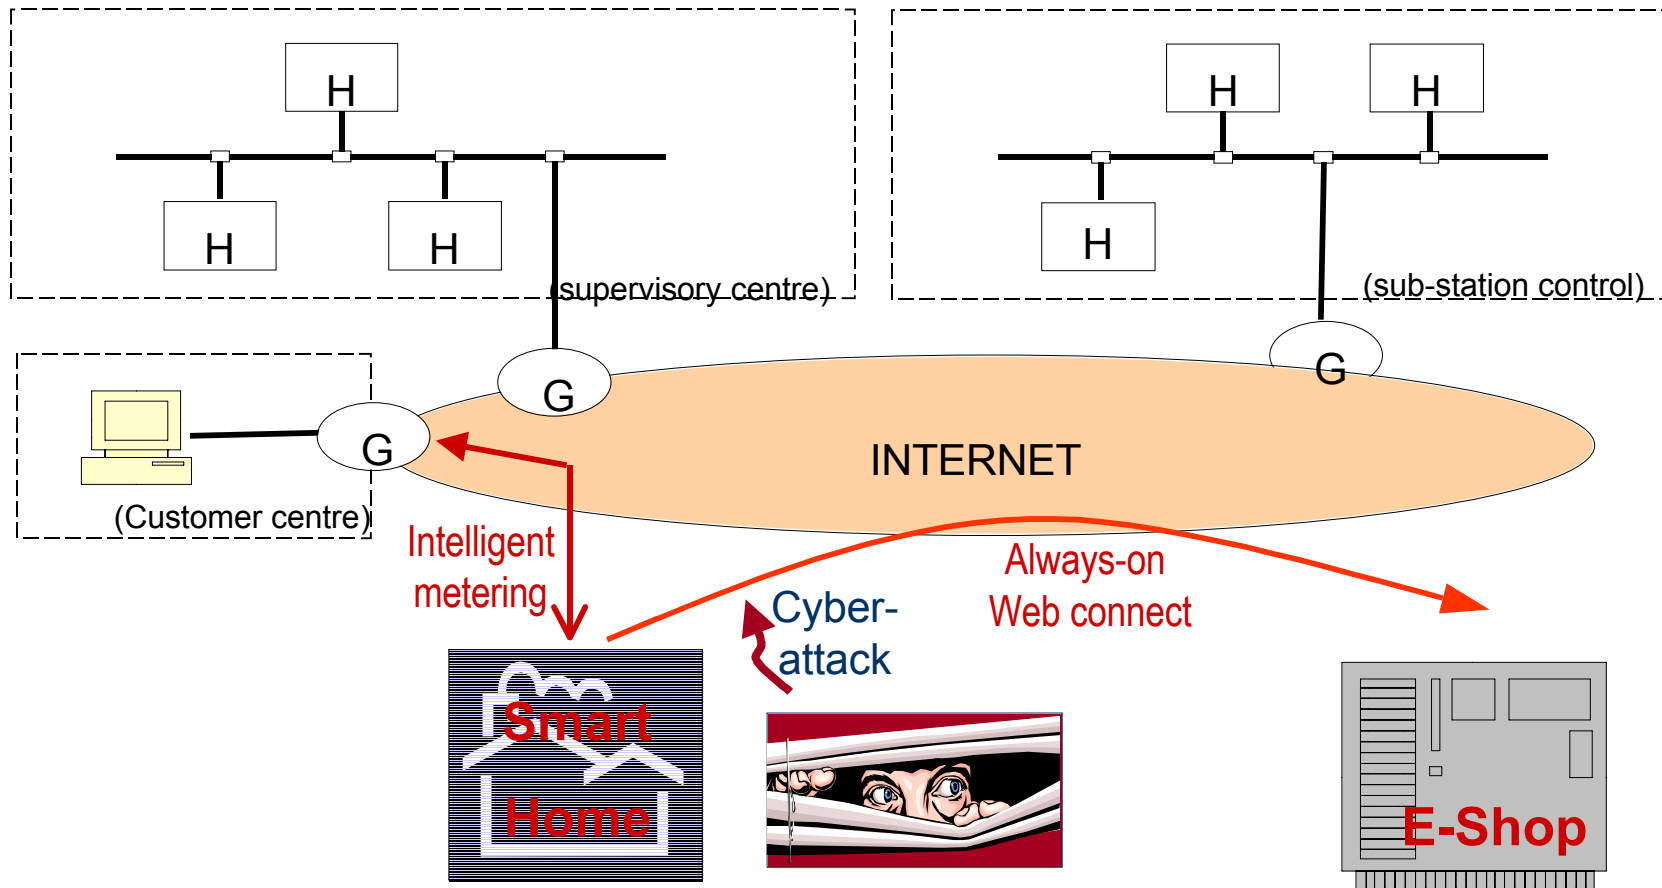 H
H
H
H
H
H
(supervisory centre)
(sub-station control)
G
G
G
INTERNET
(Customer centre)
Intelligent
metering
Always-on
Web connect
Cyber-
attack
Smart
Home
E-Shop